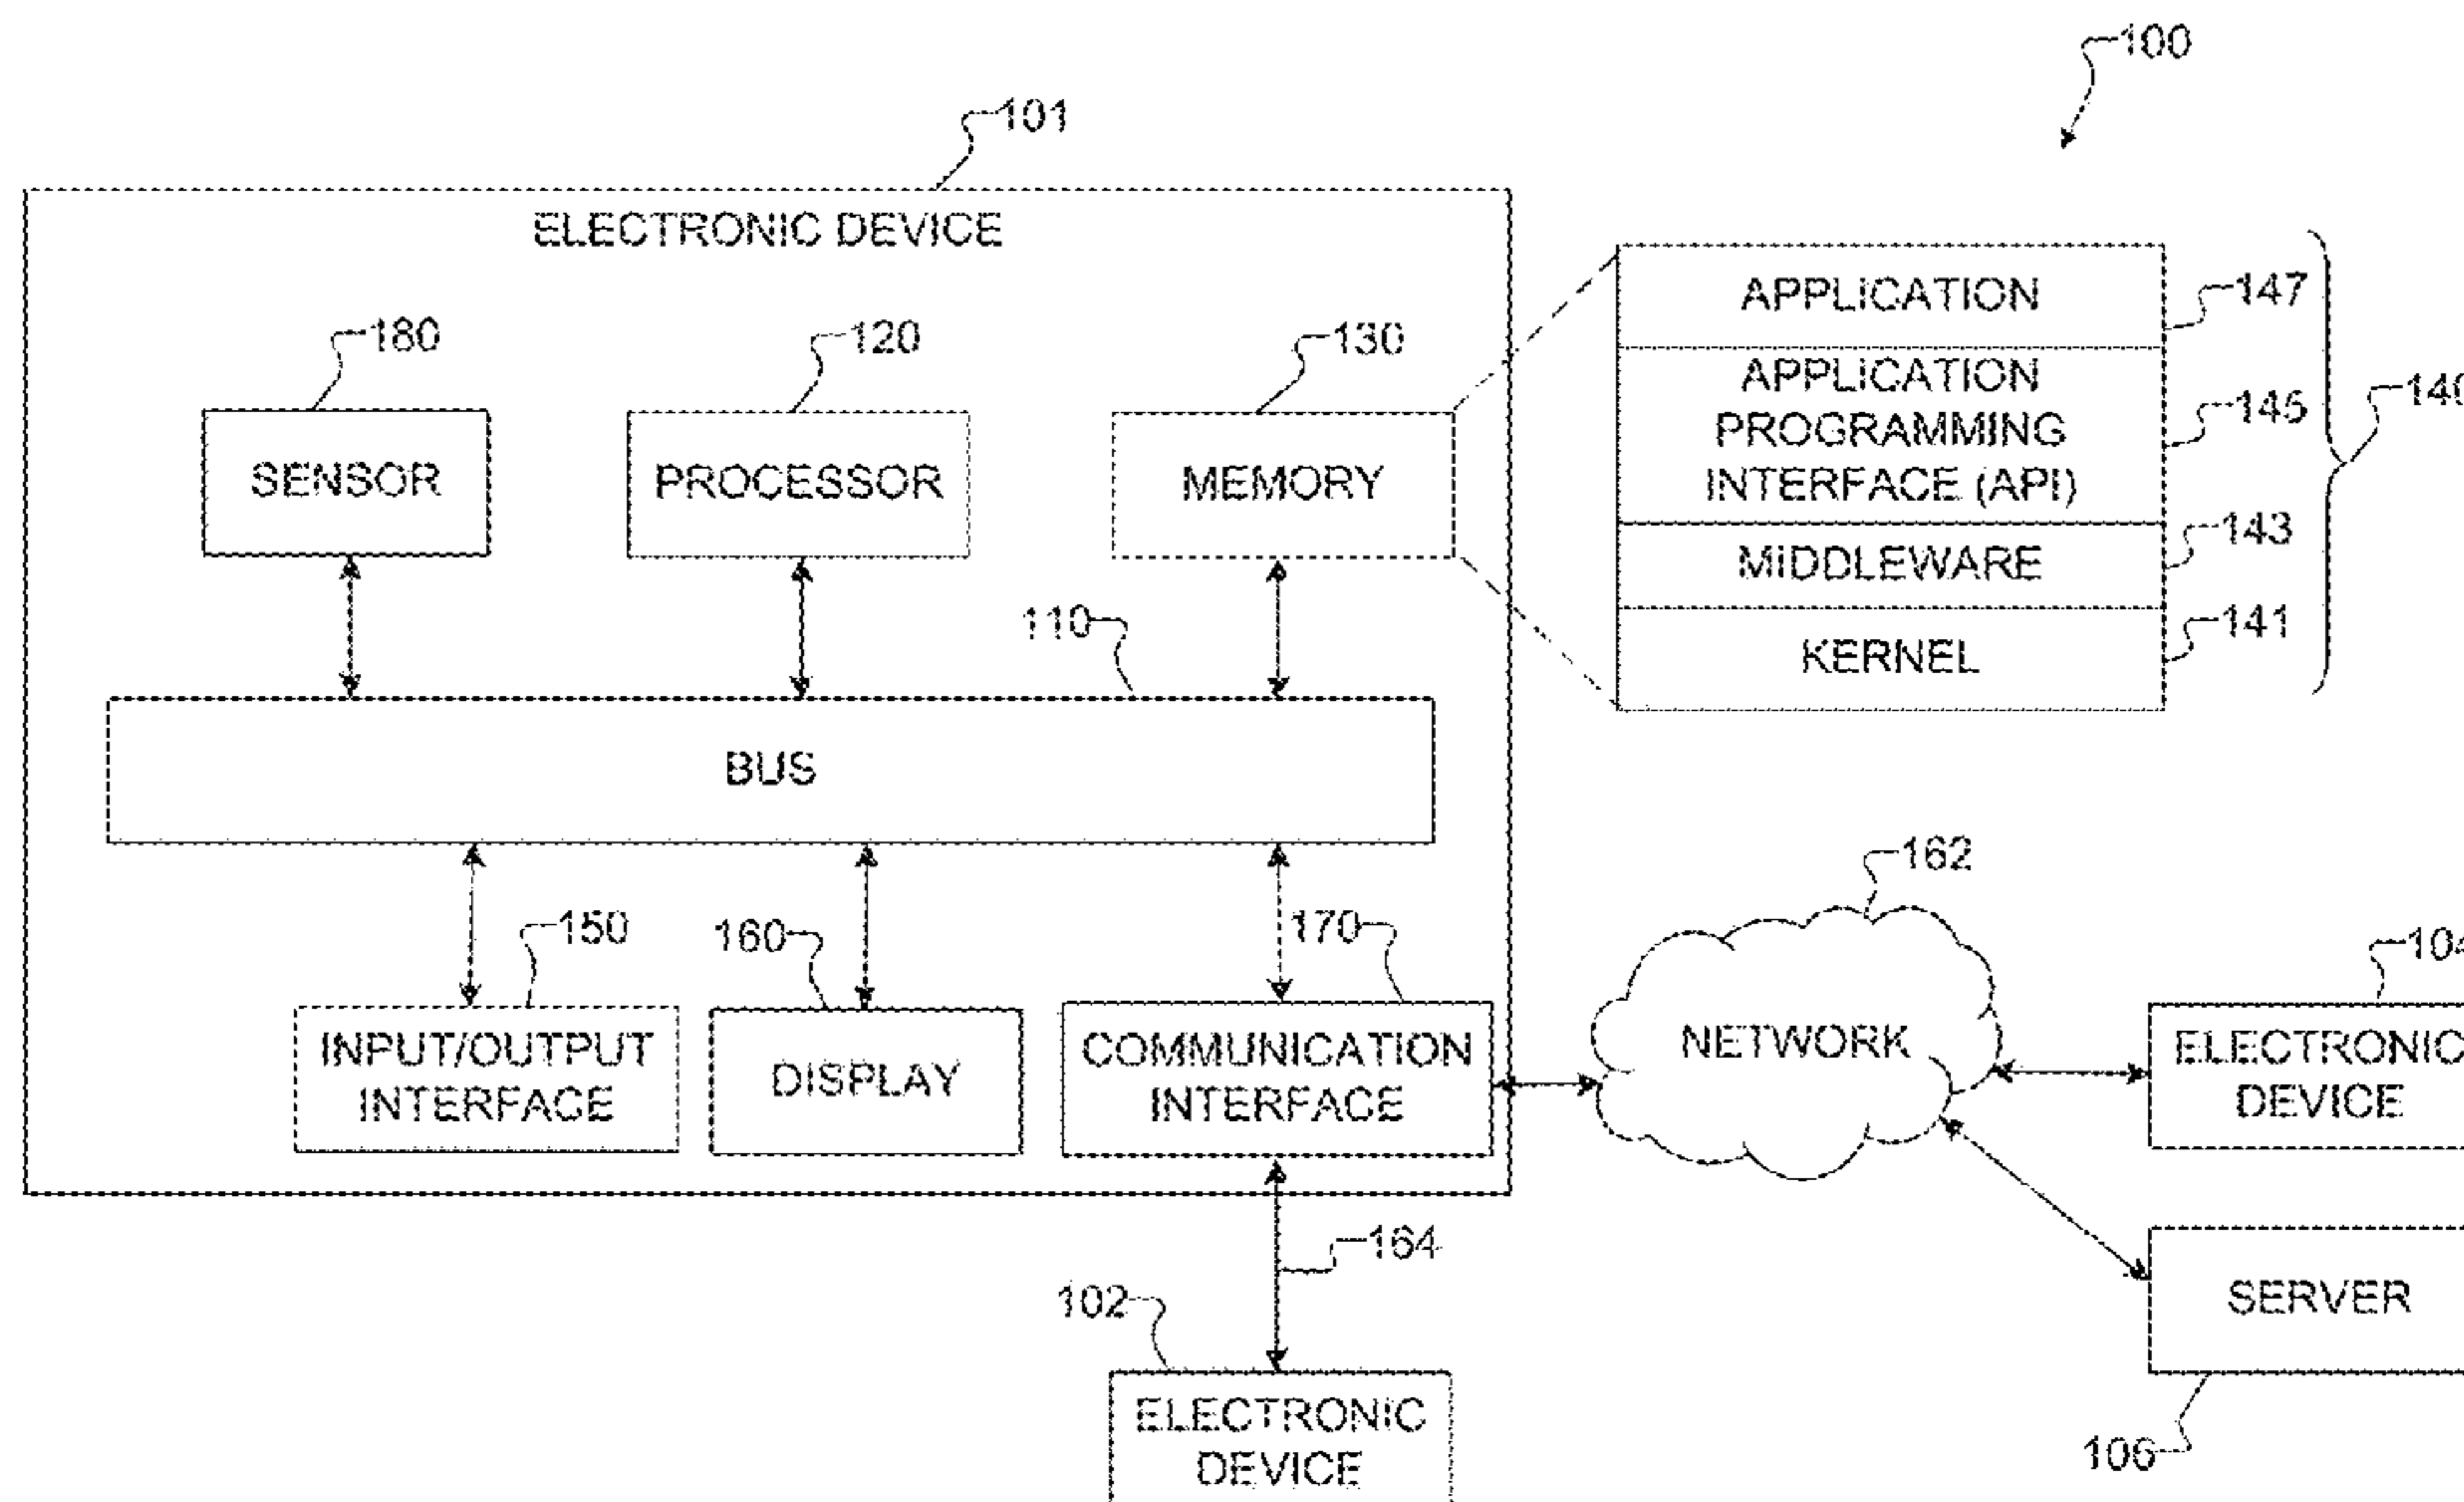 100
101
ELECTRONIC DEVICE
180
120
130
SENSOR
PROCESSOR
MEMORY
APPLICATION
147
APPLICATION
PROGRAMMING
INTERFACE (API)
145
140
MIDDLEWARE
143
KERNEL
141
110
BUS
150
160
170
INPUT/OUTPUT
INTERFACE
DISPLAY
COMMUNICATION
INTERFACE
162
NETWORK
104
ELECTRONIC
DEVICE
164
SERVER
106
102
ELECTRONIC
DEVICE